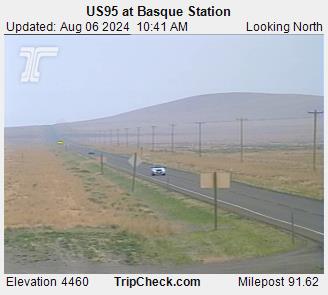 US95 at Basque Station
Updated: Aug 06 2024 10:41 AM Looking North
Elevation 4460 TripCheck.com Milepost 91.62